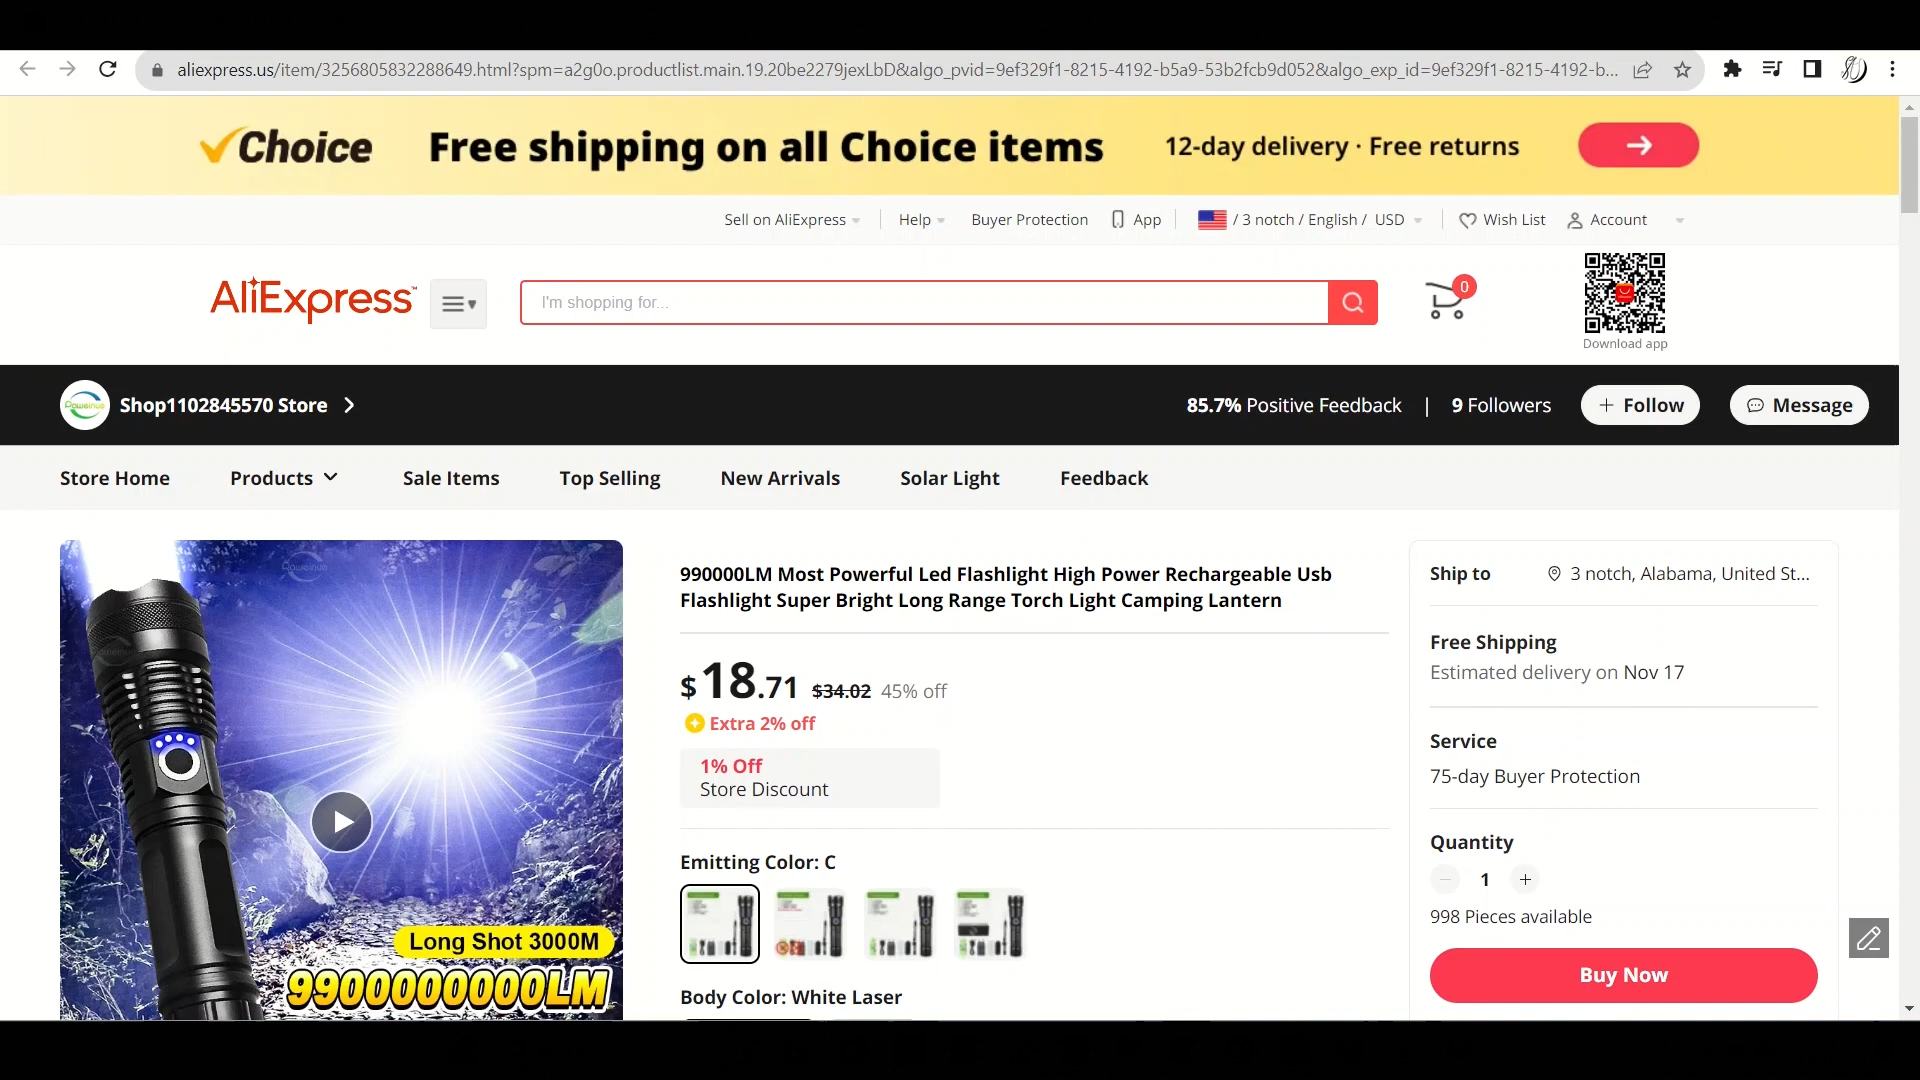 aliexpress.us/item/3256805832288649.html?spm=a2g0o.productlist.main.19.20be2279jexLbD&algo_pvid=9ef329f1-8215-4192-b5a9-53b2fcb9d052&algo_exp_id=9ef329f1-8215-4192-b...
Choice Free shipping on all Choice items 12-day delivery · Free returns
Sell on AliExpress Help Buyer Protection App / 3 notch / English / USD Wish List Account
AliExpress™ I'm shopping for... 0
Download app
Poweinue Shop1102845570 Store 85.7% Positive Feedback | 9 Followers + Follow Message
Store Home Products Sale Items Top Selling New Arrivals Solar Light Feedback
Poweinue
990000LM Most Powerful Led Flashlight High Power Rechargeable Usb
Flashlight Super Bright Long Range Torch Light Camping Lantern
$18.71 $34.02 45% off
Extra 2% off
1% Off
Store Discount
Emitting Color: C
Body Color: White Laser
Long Shot 3000M
9900000000LM
Ship to 3 notch, Alabama, United St...
Free Shipping
Estimated delivery on Nov 17
Service
75-day Buyer Protection
Quantity
1
998 Pieces available
Buy Now